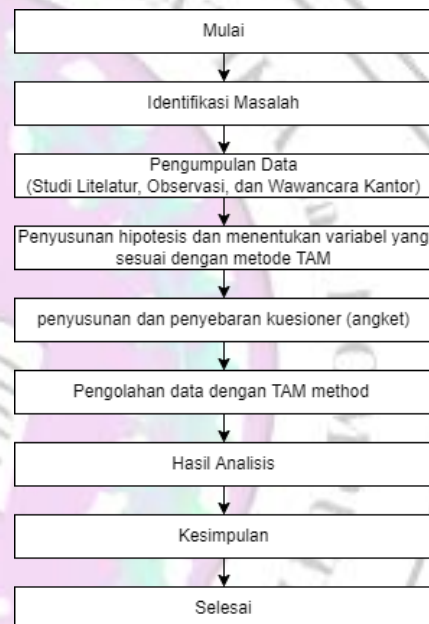 Mulai
Identifikasi Masalah
Pengumpulan Data
(Studi Litelatur, Observasi, dan Wawancara Kantor)
Penyusunan hipotesis dan menentukan variabel yang
sesuai dengan metode TAM
penyusunan dan penyebaran kuesioner (angket)
Pengolahan data dengan TAM method
Hasil Analisis
Kesimpulan
Selesai